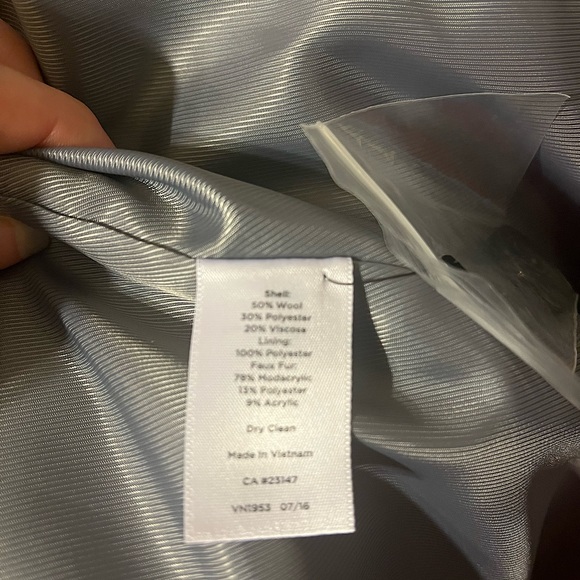 Shell:
50% Wool
30% Polyester
20% Viscose
Lining:
100% Polyester
Faux Fur:
78% Modacrylic
13% Polyester
9% Acrylic
Dry Clean
Made in Vietnam
CA #23147
VN1953 07/16